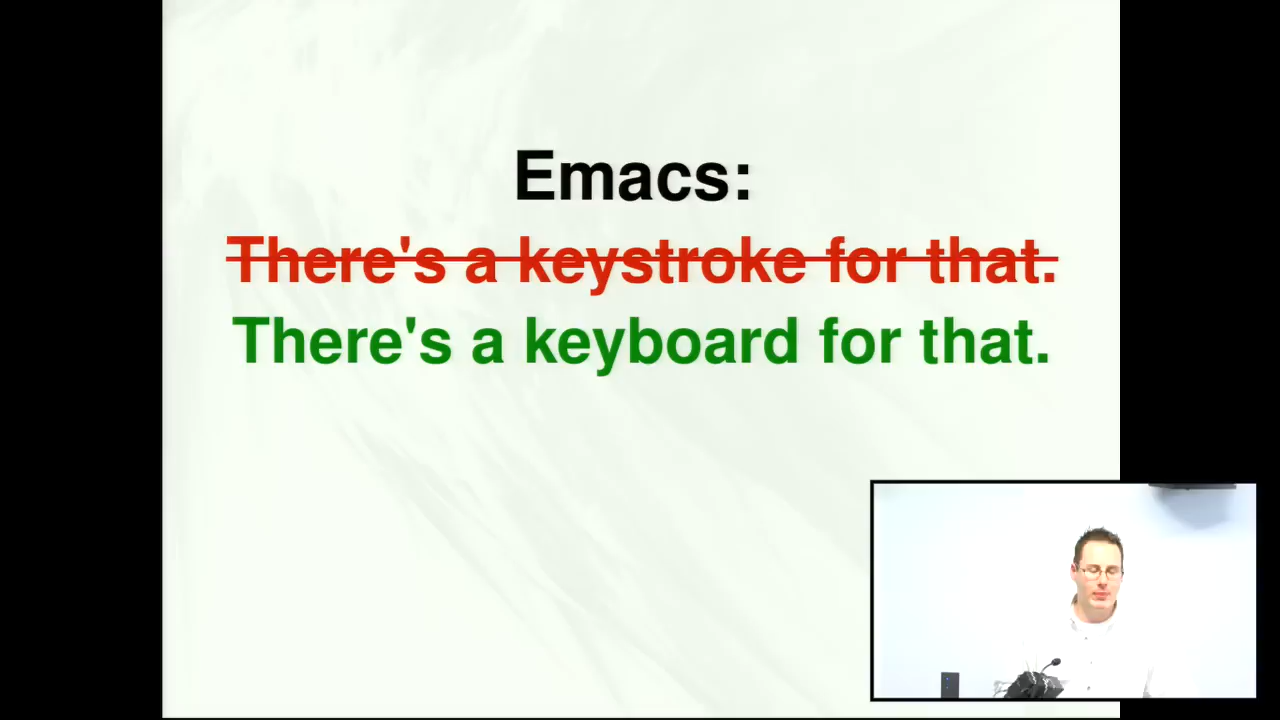 Emacs:
There's a keystroke for that.
There's a keyboard for that.